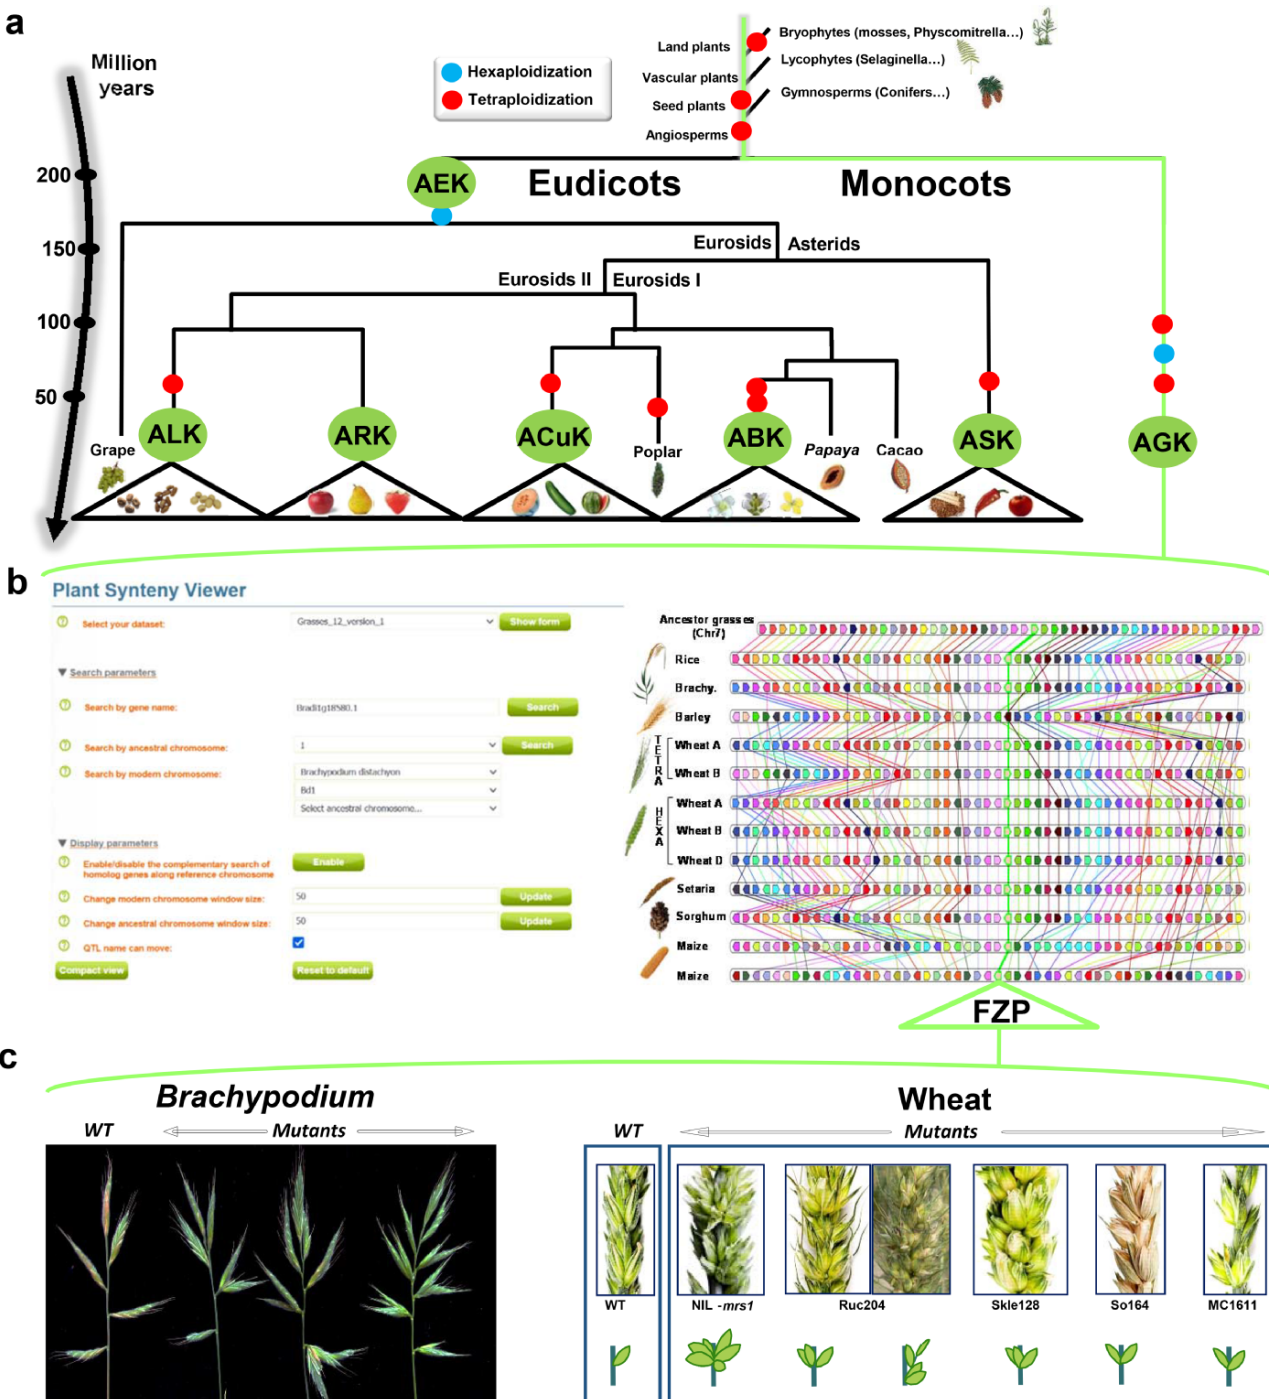 a
Million
years
Hexaploidization
Tetraploidization
Land plants
Bryophytes (mosses, Physcomitrella...)
Vascular plants
Lycophytes (Selaginella...)
Seed plants
Gymnosperms (Conifers...)
Angiosperms
200
150
100
50
AEK
Eudicots
Monocots
Eurosids
Asterids
Eurosids II
Eurosids I
Grape
ALK
ARK
ACuK
Poplar
ABK
Papaya
Cacao
ASK
AGK
b
Plant Synteny Viewer
Select your dataset:
Grasses_12_version_1
Show form
Search parameters
Search by gene name:
Bradi1g18580.1
Search
Search by ancestral chromosome:
1
Search
Search by modern chromosome:
Brachypodium distachyon
Bd1
Select ancestral chromosome...
Display parameters
Enable/disable the complementary search of
homolog genes along reference chromosome
Enable
Change modern chromosome window size:
50
Update
Change ancestral chromosome window size:
50
Update
QTL name can move:
Compact view
Reset to default
Ancestor grasses
(Chr7)
Rice
Brachy.
Barley
TETRA
Wheat A
Wheat B
HEXA
Wheat A
Wheat B
Wheat D
Setaria
Sorghum
Maize
Maize
FZP
c
Brachypodium
WT
Mutants
Wheat
WT
Mutants
WT
NIL -mrs1
Ruc204
Skle128
So164
MC1611